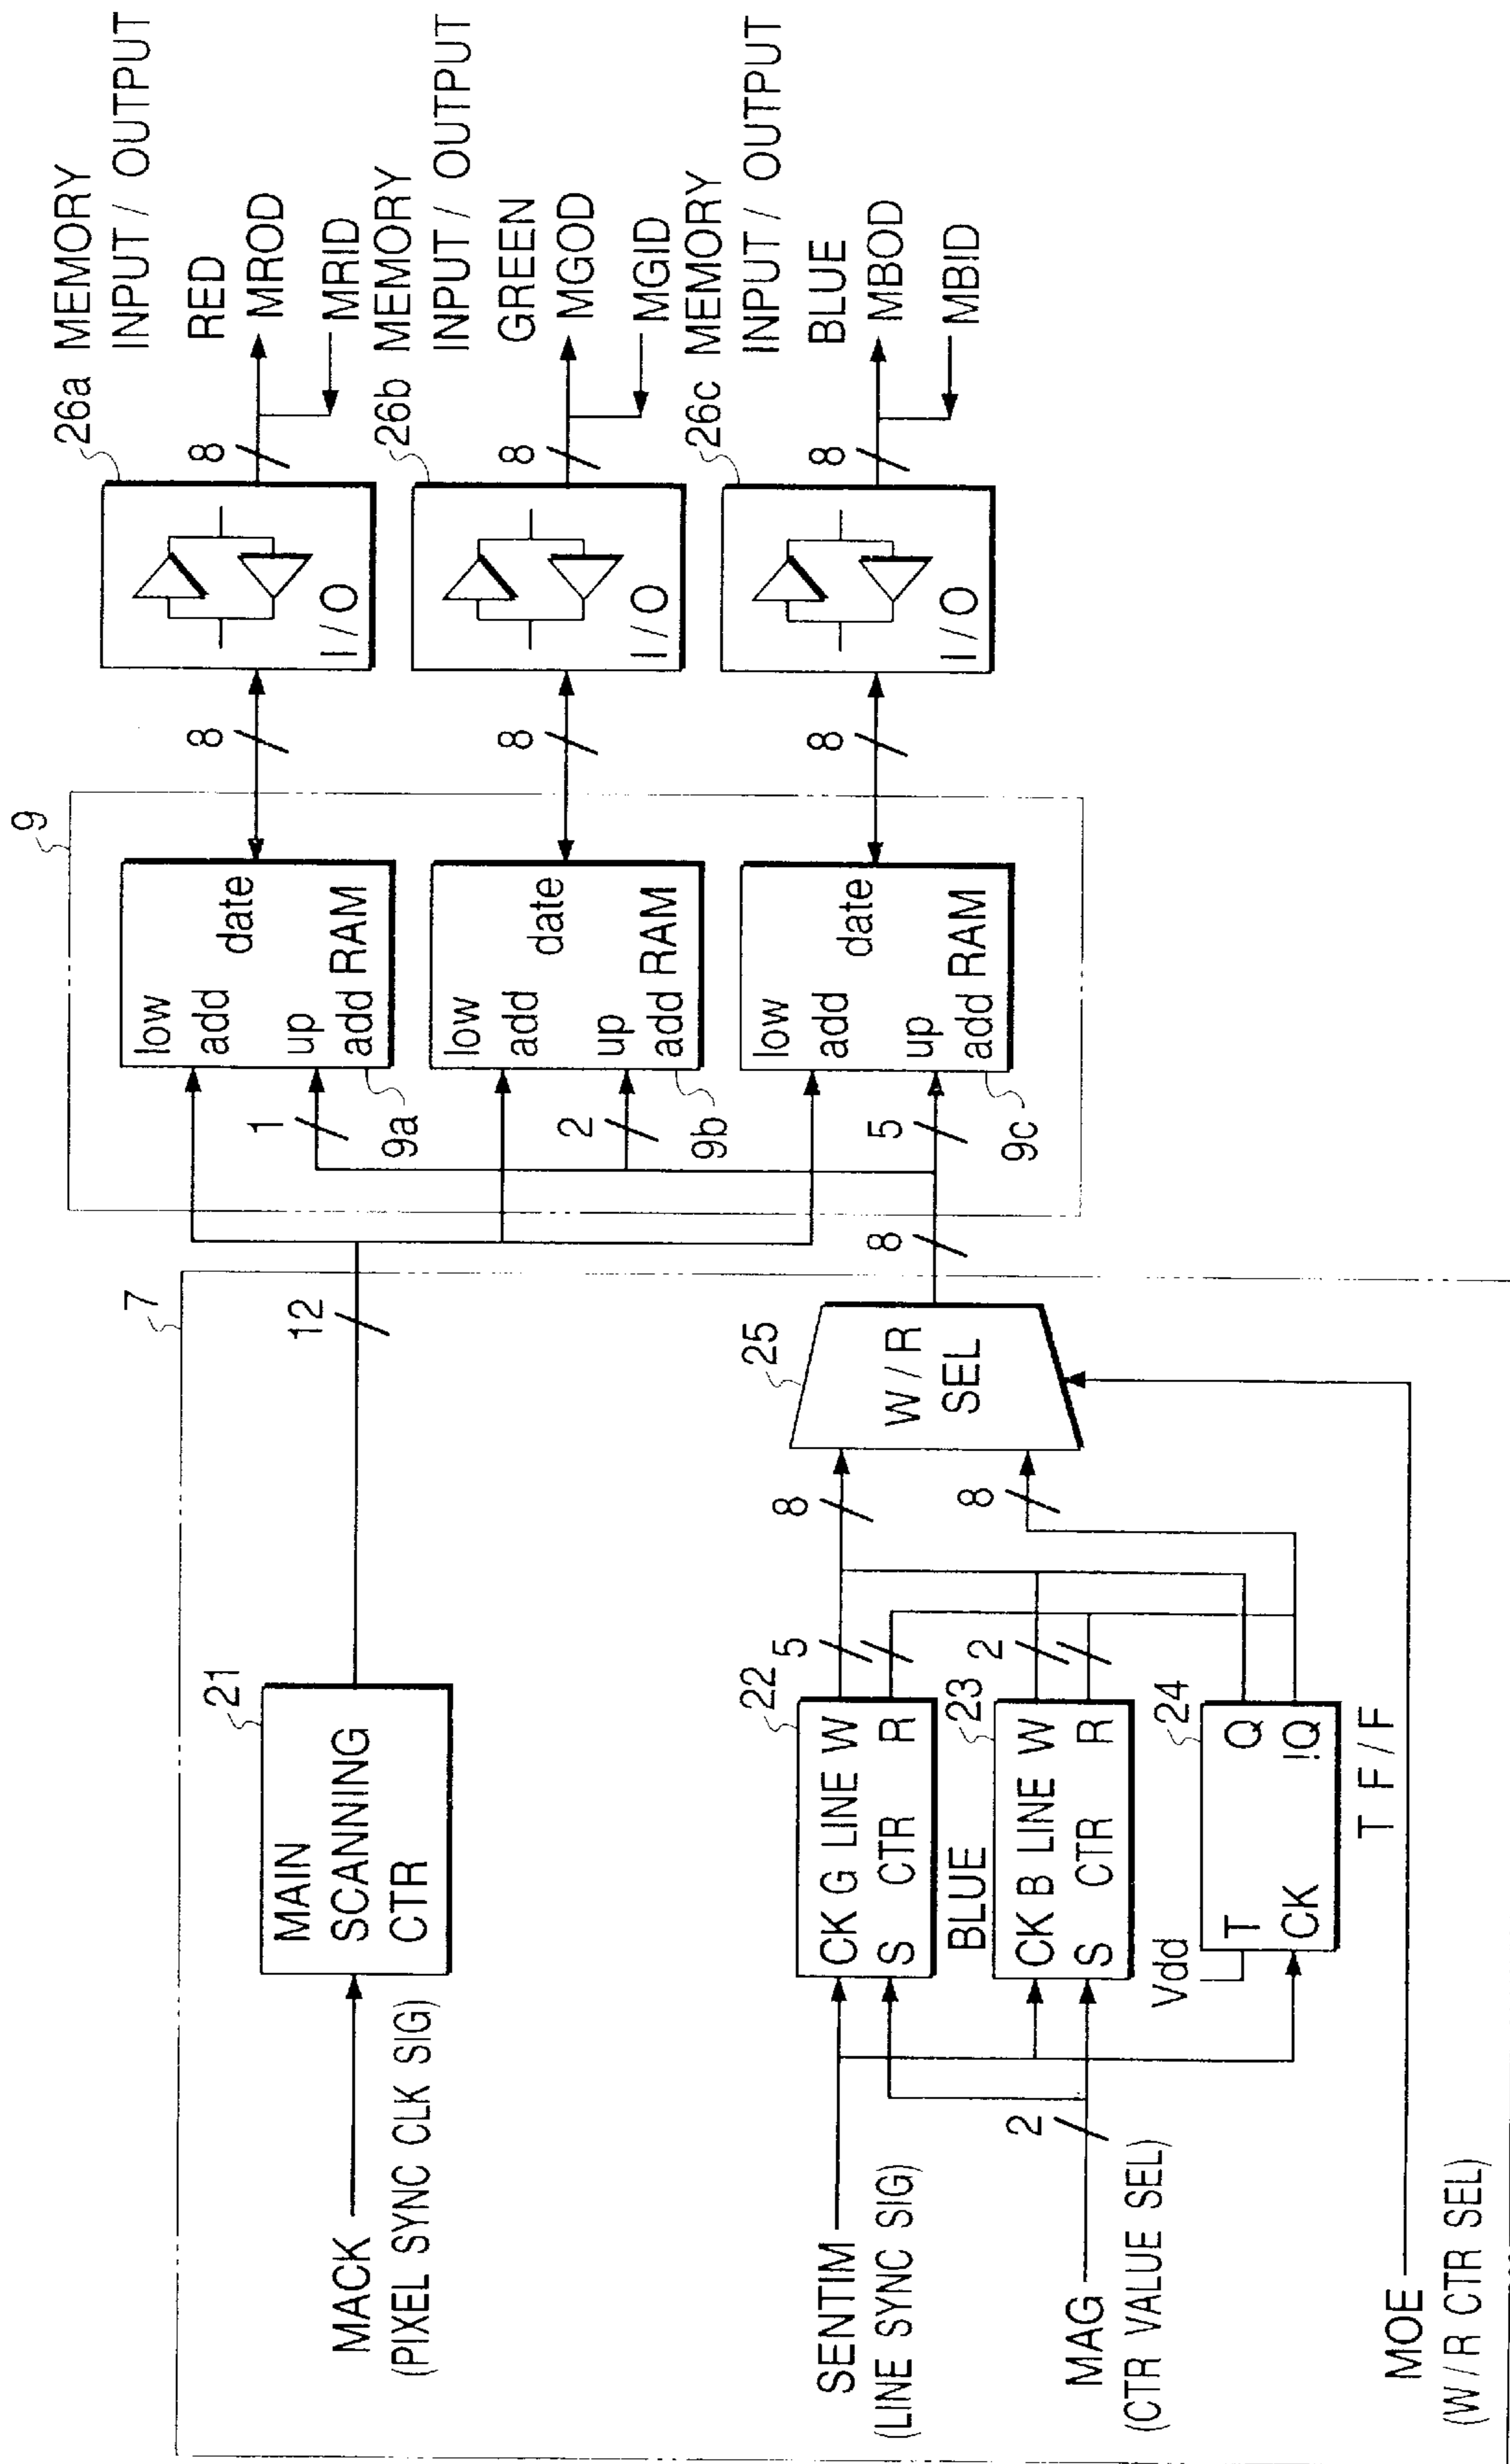 7
9
MACK
(PIXEL SYNC CLK SIG)
MAIN
SCANNING
CTR
21
12
low
add
date
up
add RAM
1
9a
8
26a
I / O
8
MEMORY
INPUT / OUTPUT
RED
MROD
MRID
low
add
date
up
add RAM
2
9b
8
26b
I / O
8
MEMORY
INPUT / OUTPUT
GREEN
MGOD
MGID
low
add
date
up
add RAM
5
9c
8
26c
I / O
8
MEMORY
INPUT / OUTPUT
BLUE
MBOD
MBID
SENTIM
(LINE SYNC SIG)
MAG
(CTR VALUE SEL)
2
22
CK G LINE W
S CTR R
5
BLUE
23
CK B LINE W
S CTR R
2
Vdd
24
T Q
CK !Q
T F / F
8
8
25
W / R
SEL
8
MOE
(W / R CTR SEL)